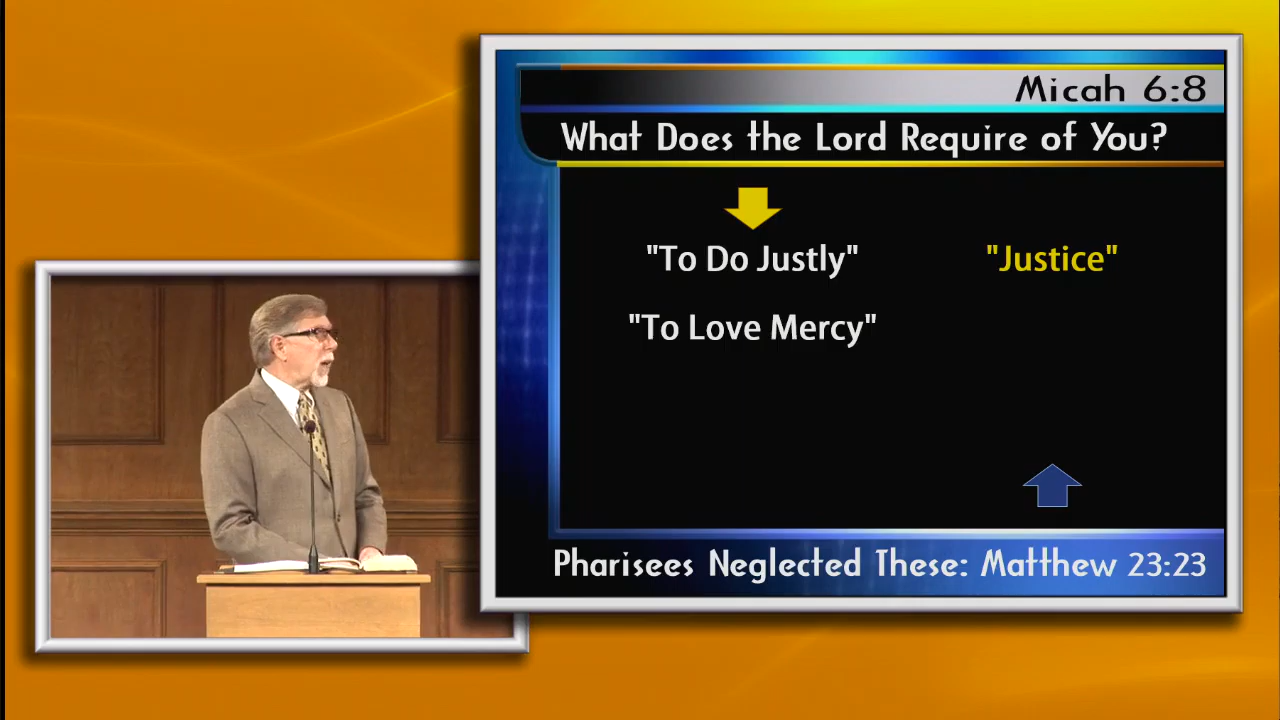 Micah 6:8
What Does the Lord Require of You?
"To Do Justly" "Justice"
"To Love Mercy"
Pharisees Neglected These: Matthew 23:23